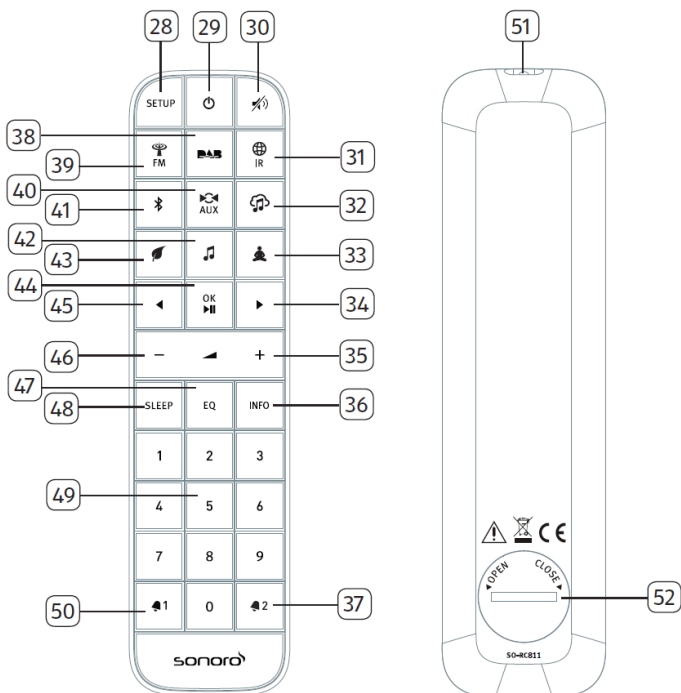 28 29 30 51
SETUP
38
39 FM DAB IR 31
40
41 AUX 32
42
43 33
44
45 OK 34
46 − + 35
47
48 SLEEP EQ INFO 36
1 2 3
49
4 5 6
7 8 9
50 1 0 2 37
sonoro
OPEN CLOSE
52
SO-RC811
CE